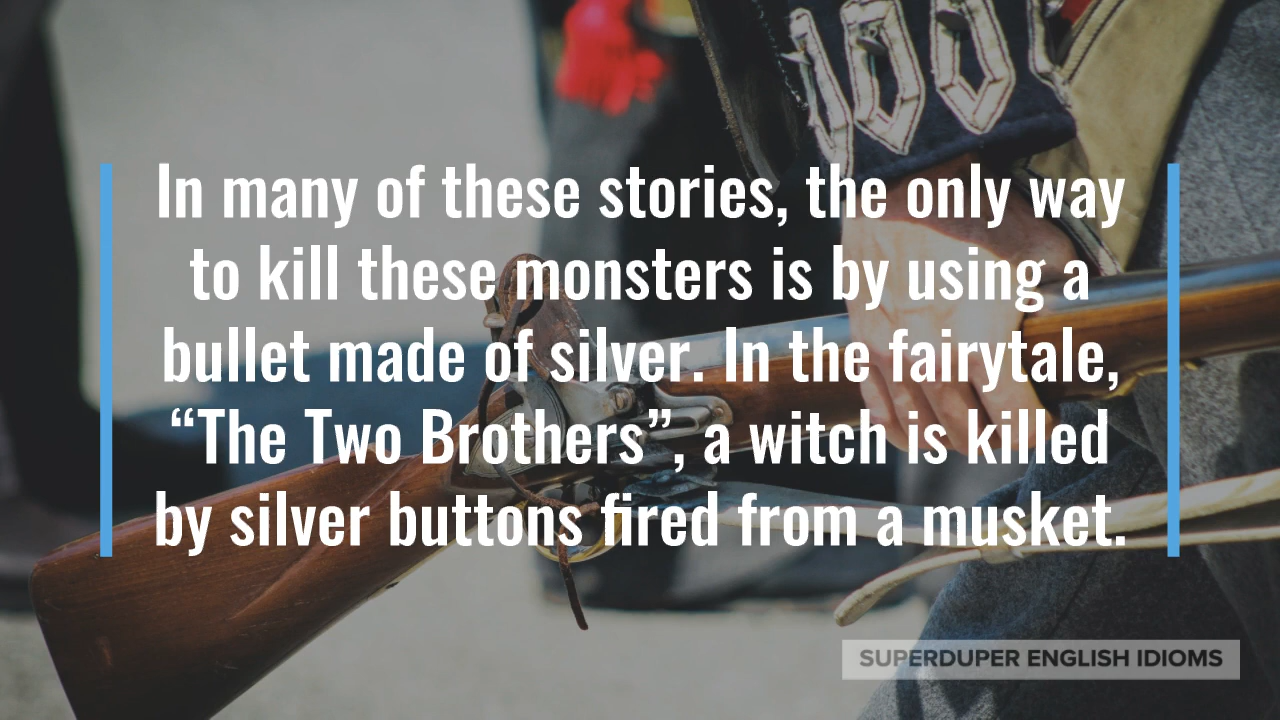 In many of these stories, the only way
to kill these monsters is by using a
bullet made of silver. In the fairytale,
“The Two Brothers”, a witch is killed
by silver buttons fired from a musket.
SUPERDUPER ENGLISH IDIOMS